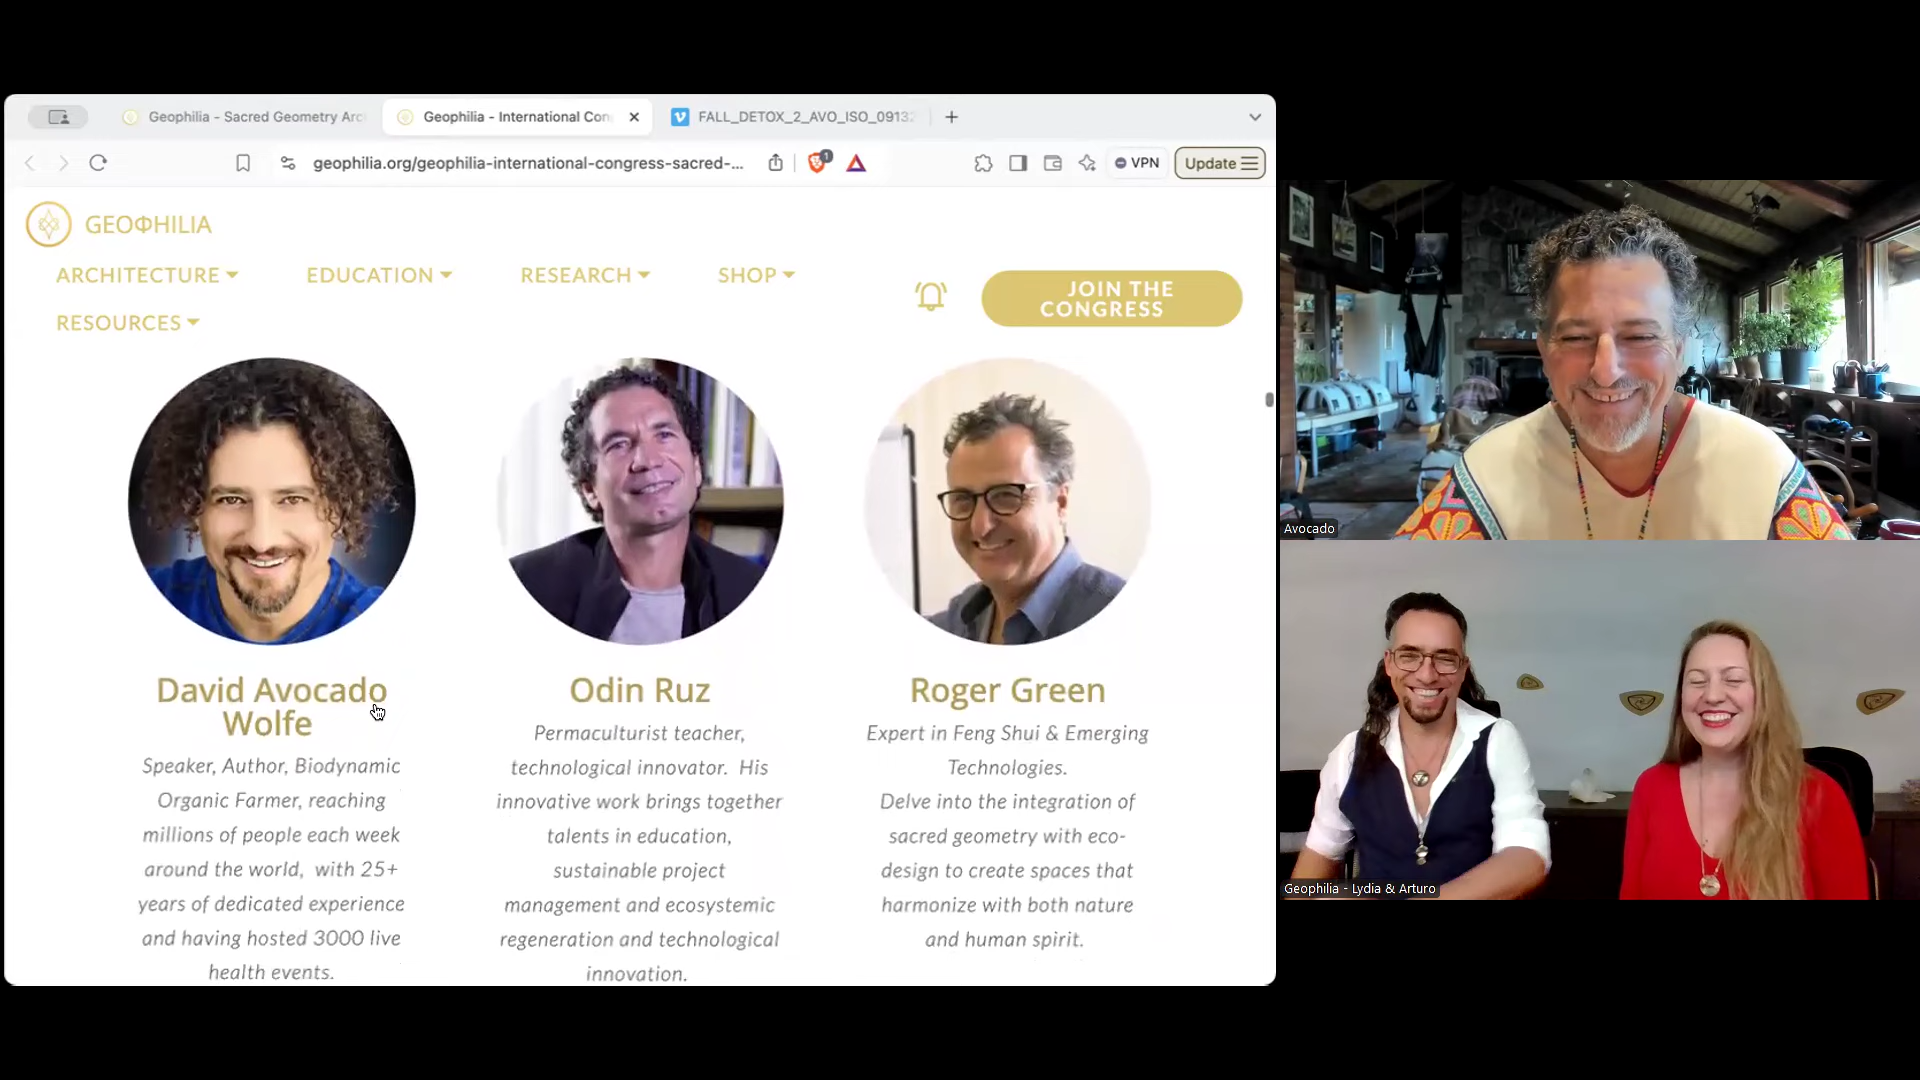 Geophilia - Sacred Geometry Arc
Geophilia - International Con
FALL_DETOX_2_AVO_ISO_09132
geophilia.org/geophilia-international-congress-sacred-...
1
VPN
Update
GEOΦHILIA
ARCHITECTURE
EDUCATION
RESEARCH
SHOP
RESOURCES
JOIN THE
CONGRESS
David Avocado
Wolfe
Speaker, Author, Biodynamic
Organic Farmer, reaching
millions of people each week
around the world, with 25+
years of dedicated experience
and having hosted 3000 live
health events.
Odin Ruz
Permaculturist teacher,
technological innovator. His
innovative work brings together
talents in education,
sustainable project
management and ecosystemic
regeneration and technological
innovation.
Roger Green
Expert in Feng Shui & Emerging
Technologies.
Delve into the integration of
sacred geometry with eco-
design to create spaces that
harmonize with both nature
and human spirit.
Avocado
Geophilia - Lydia & Arturo